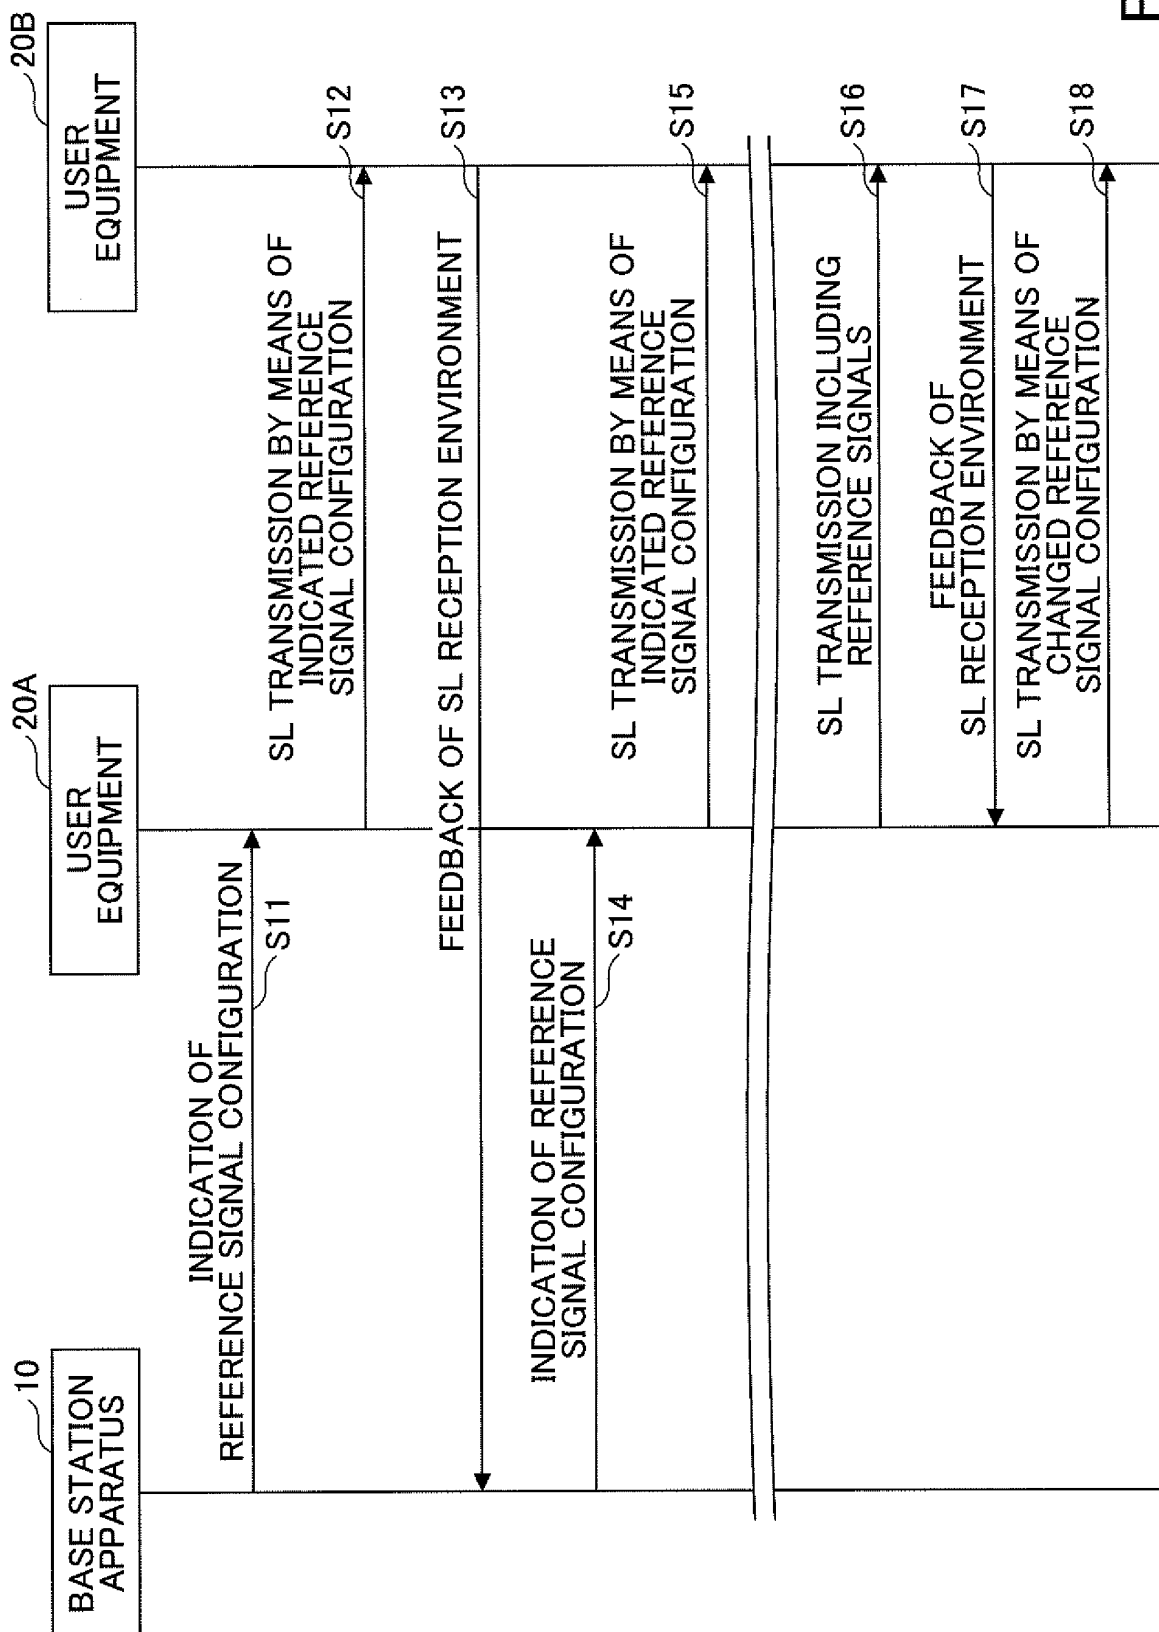 10
BASE STATION
APPARATUS
20A
USER
EQUIPMENT
20B
USER
EQUIPMENT
INDICATION OF
REFERENCE SIGNAL CONFIGURATION
S11
SL TRANSMISSION BY MEANS OF
INDICATED REFERENCE
SIGNAL CONFIGURATION
S12
FEEDBACK OF SL RECEPTION ENVIRONMENT
S13
INDICATION OF REFERENCE
SIGNAL CONFIGURATION
S14
SL TRANSMISSION BY MEANS OF
INDICATED REFERENCE
SIGNAL CONFIGURATION
S15
SL TRANSMISSION INCLUDING
REFERENCE SIGNALS
S16
FEEDBACK OF
SL RECEPTION ENVIRONMENT
S17
SL TRANSMISSION BY MEANS OF
CHANGED REFERENCE
SIGNAL CONFIGURATION
S18